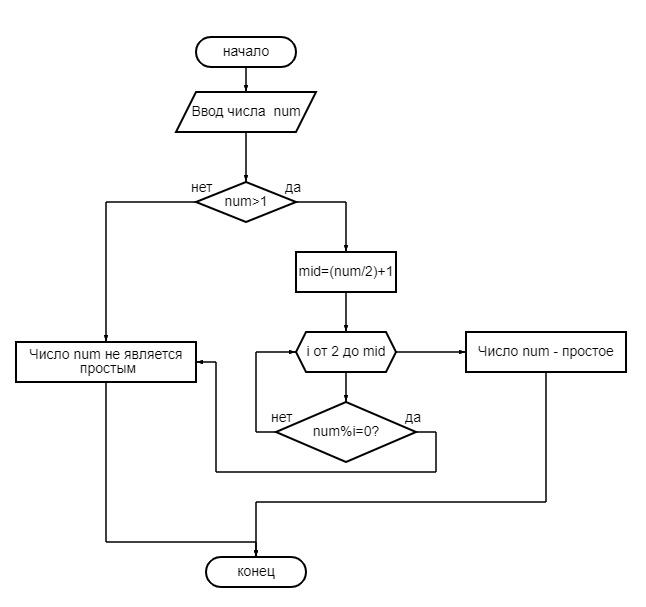 начало
Ввод числа num
нет
да
num>1
mid=(num/2)+1
Число num не является
простым
i от 2 до mid
Число num - простое
нет
да
num%i=0?
конец